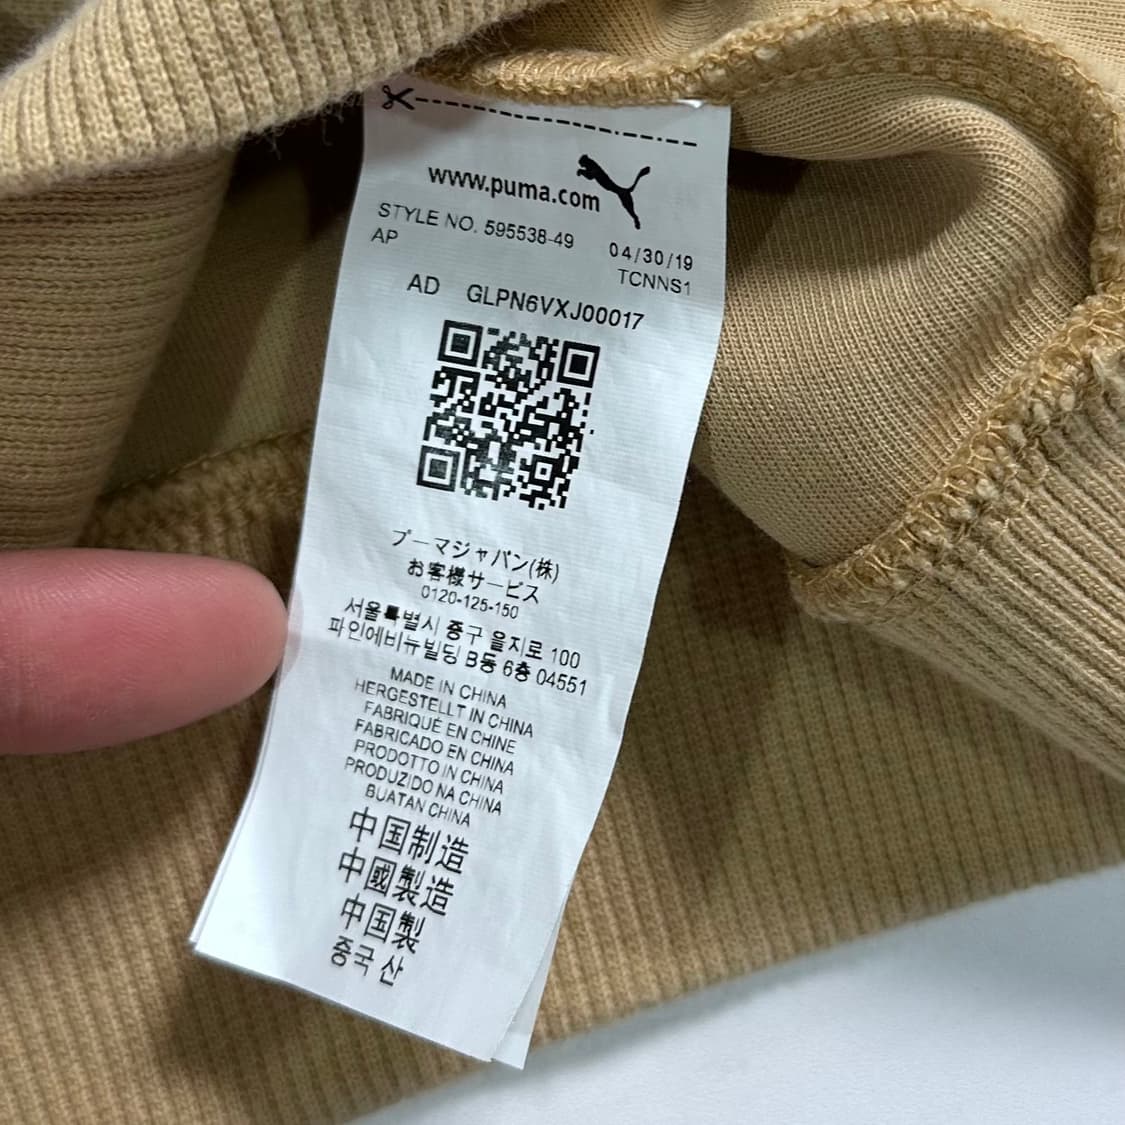 www.puma.com
STYLE NO. 595538-49
AP
04/30/19
TCNNS1
AD GLPN6VXJ00017
プーマジャパン(株)
お客様サービス
0120-125-150
서울특별시 중구 을지로 100
파인에비뉴빌딩 B동 6층 04551
MADE IN CHINA
HERGESTELLT IN CHINA
FABRIQUÉ EN CHINE
FABRICADO EN CHINA
PRODOTTO IN CHINA
PRODUZIDO NA CHINA
BUATAN CHINA
中国制造
中國製造
中国製
중국 산